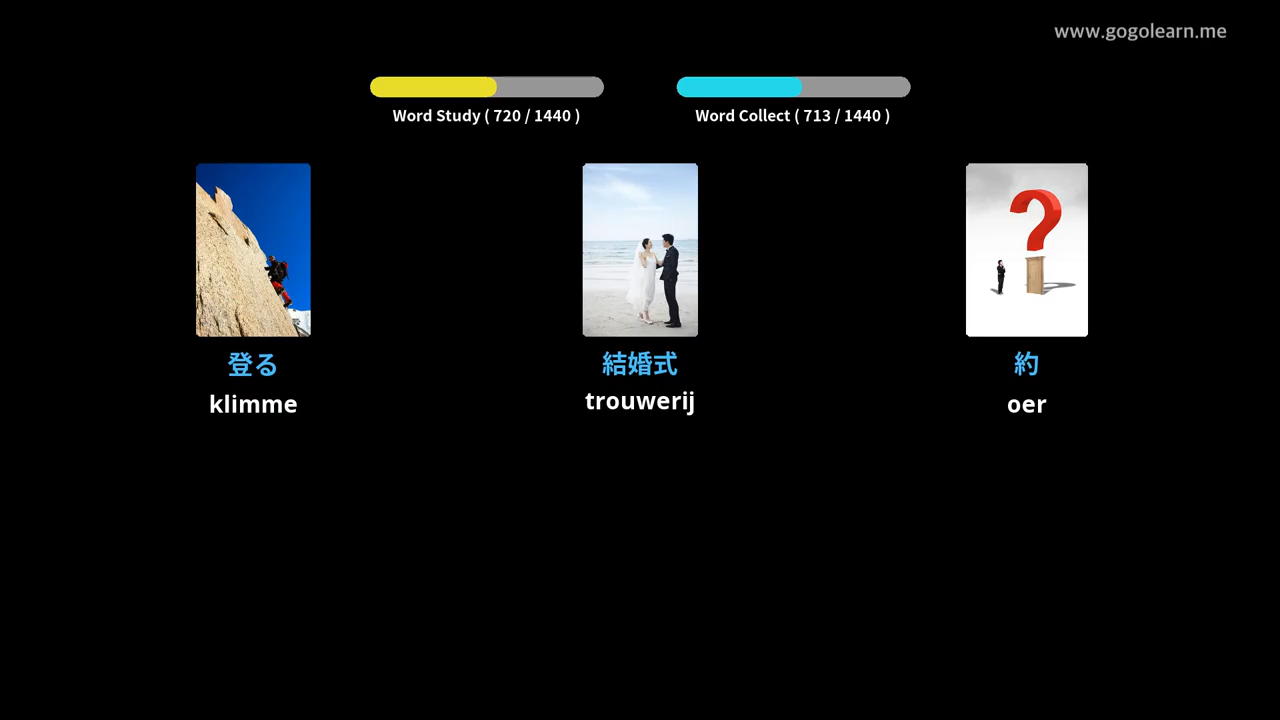 www.gogolearn.me
Word Study ( 720 / 1440 )
Word Collect ( 713 / 1440 )
登る
結婚式
約
klimme
trouwerij
oer